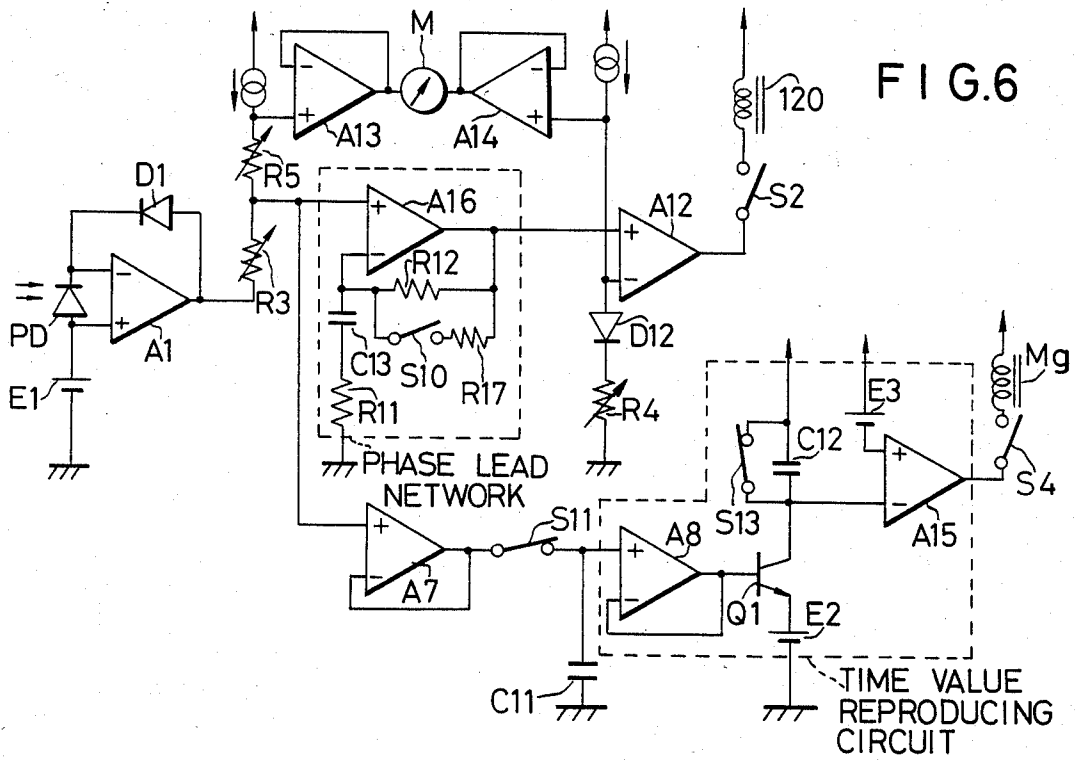 FIG.6
M
120
A13
A14
R5
S2
D1
A16
A12
R12
R3
PD
A1
C13
S10
D12
E1
R17
Mg
R11
R4
E3
C12
PHASE LEAD
NETWORK
S4
S13
S11
A8
A15
A7
Q1
E2
C11
TIME VALUE
REPRODUCING
CIRCUIT